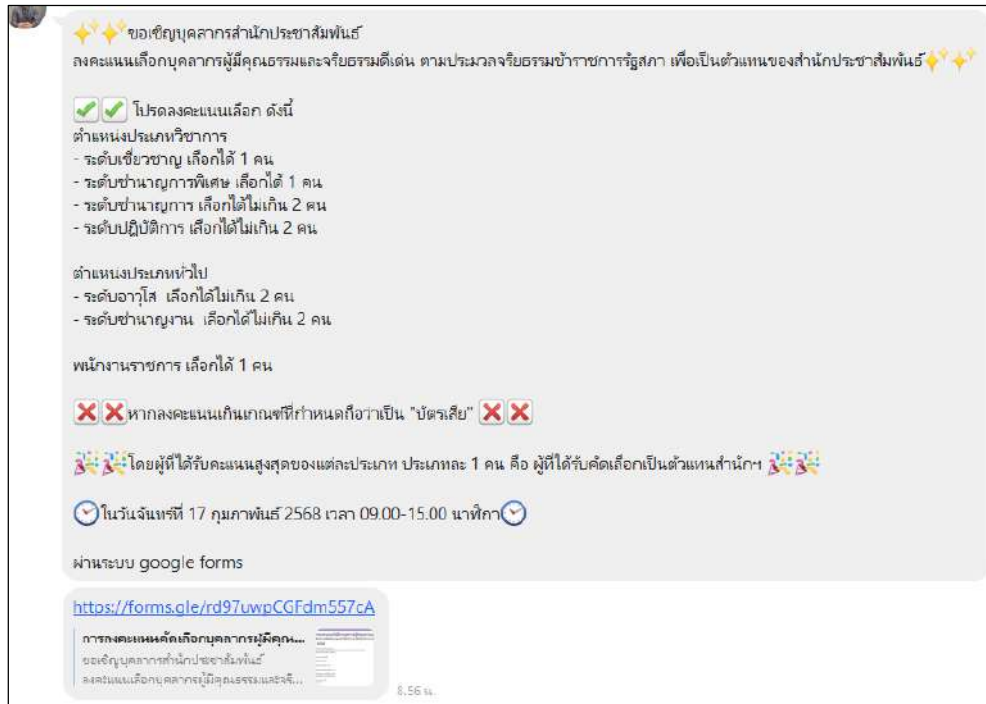 ขอเชิญบุคลากรสำนักประชาสัมพันธ์
ลงคะแนนเลือกบุคลากรผู้มีคุณธรรมและจริยธรรมดีเด่น ตามประมวลจริยธรรมข้าราชการรัฐสภา เพื่อเป็นตัวแทนของสำนักประชาสัมพันธ์
โปรดลงคะแนนเลือก ดังนี้
ตำแหน่งประเภทวิชาการ
- ระดับเชี่ยวชาญ เลือกได้ 1 คน
- ระดับชำนาญการพิเศษ เลือกได้ 1 คน
- ระดับชำนาญการ เลือกได้ไม่เกิน 2 คน
- ระดับปฏิบัติการ เลือกได้ไม่เกิน 2 คน
ตำแหน่งประเภททั่วไป
- ระดับอาวุโส เลือกได้ไม่เกิน 2 คน
- ระดับชำนาญงาน เลือกได้ไม่เกิน 2 คน
พนักงานราชการ เลือกได้ 1 คน
หากลงคะแนนเกินเกณฑ์ที่กำหนดถือว่าเป็น "บัตรเสีย"
โดยผู้ที่ได้รับคะแนนสูงสุดของแต่ละประเภท ประเภทละ 1 คน คือ ผู้ที่ได้รับคัดเลือกเป็นตัวแทนสำนักฯ
ในวันจันทร์ที่ 17 กุมภาพันธ์ 2568 เวลา 09.00-15.00 นาฬิกา
ผ่านระบบ google forms
https://forms.gle/rd97uwpCGFdm557cA
การลงคะแนนคัดเลือกบุคลากรผู้มีคุณ...
ขอเชิญบุคลากรสำนักประชาสัมพันธ์
ลงคะแนนเลือกบุคลากรผู้มีคุณธรรมและจริ...
8.56 น.